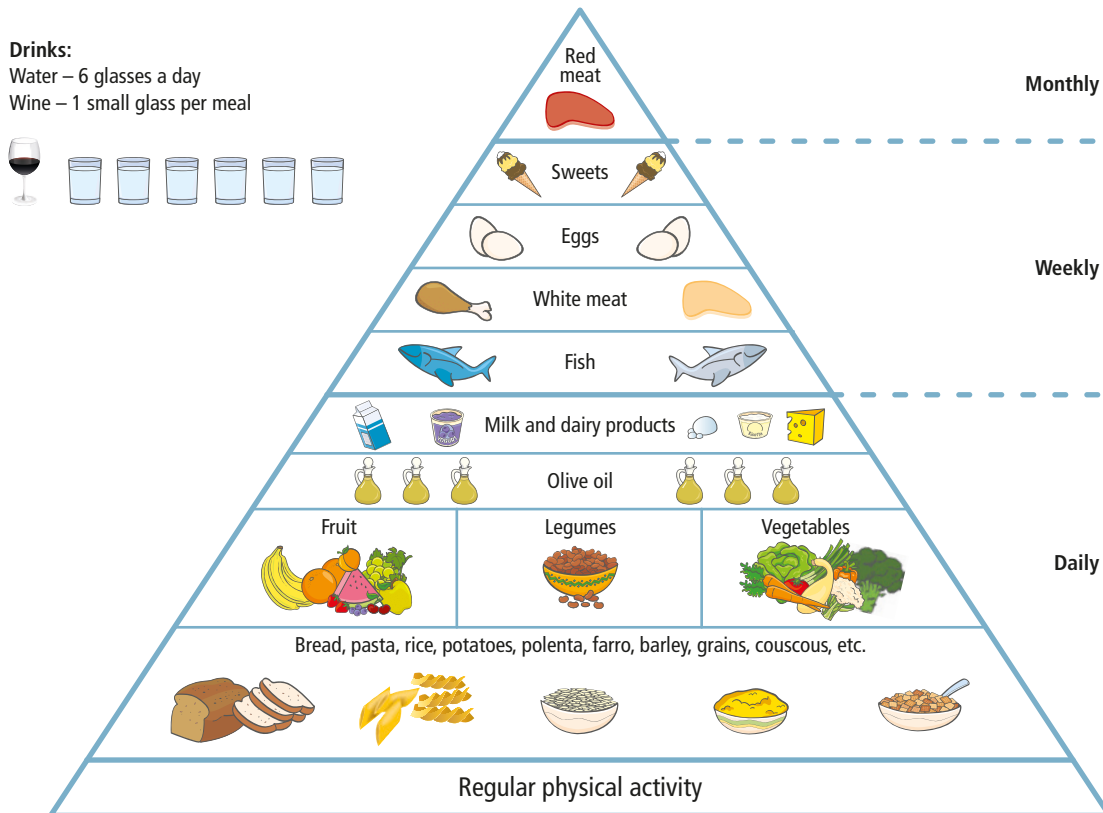 Drinks:
Water – 6 glasses a day
Wine – 1 small glass per meal
Red
meat
Monthly
Sweets
Eggs
Weekly
White meat
Fish
Milk and dairy products
Olive oil
Fruit
Legumes
Vegetables
Daily
Bread, pasta, rice, potatoes, polenta, farro, barley, grains, couscous, etc.
Regular physical activity